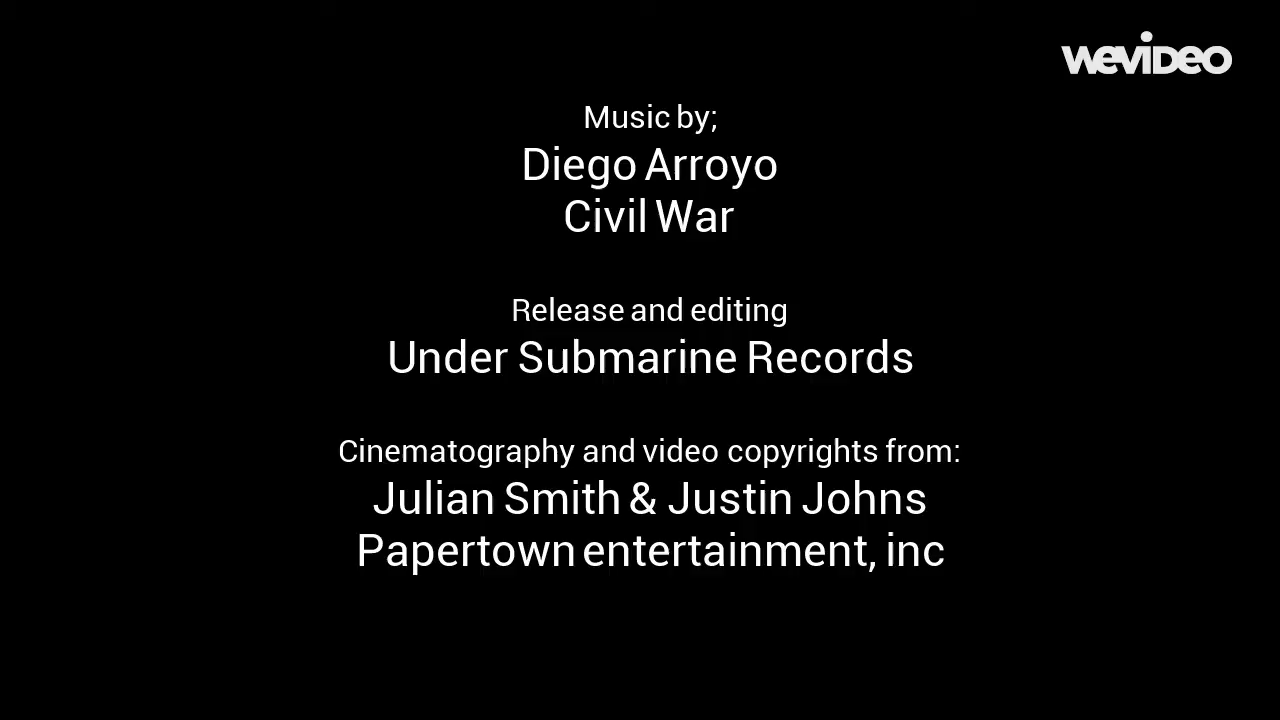 WeVideo
Music by;
Diego Arroyo
Civil War
Release and editing
Under Submarine Records
Cinematography and video copyrights from:
Julian Smith & Justin Johns
Papertown entertainment, inc